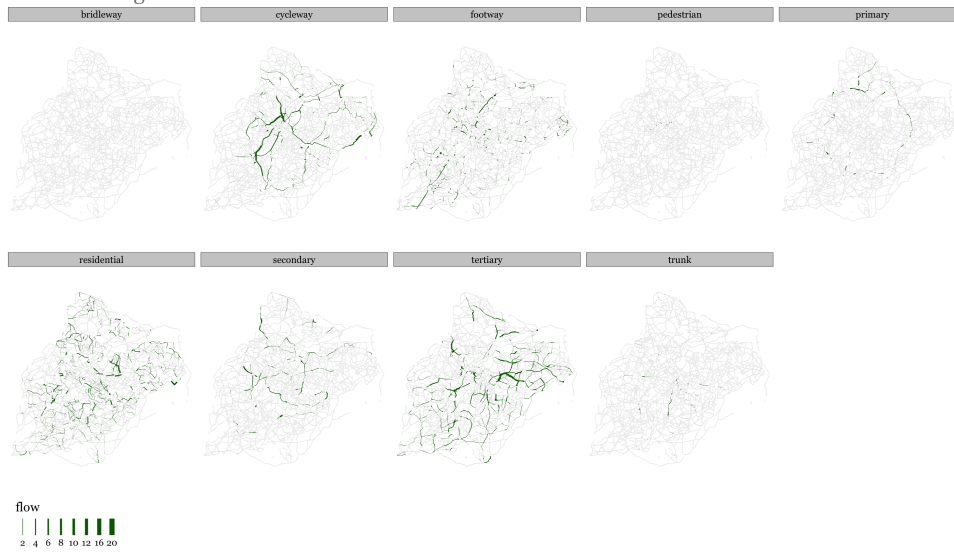 bridleway
cycleway
footway
pedestrian
primary
residential
secondary
tertiary
trunk
flow
2 4 6 8 10 12 16 20